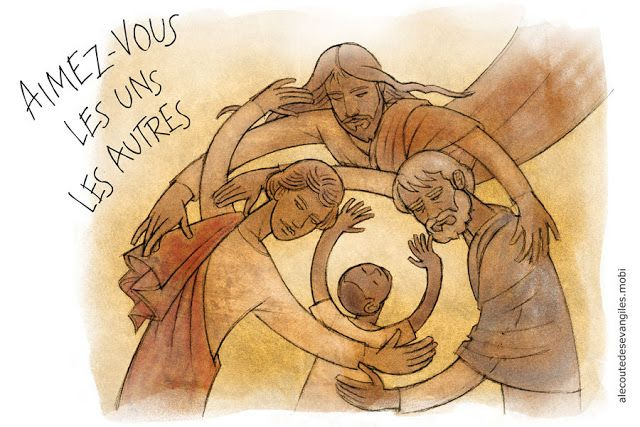 AIMEZ-VOUS
LES UNS
LES AUTRES
alecoutedesevangiles.mobi